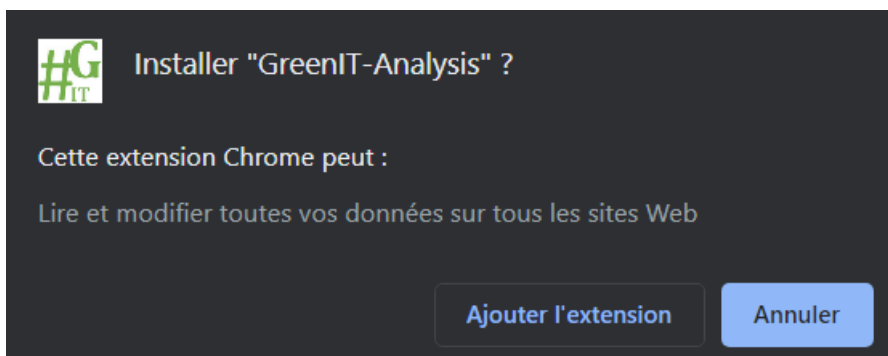 #G
IT
Installer "GreenIT-Analysis" ?
Cette extension Chrome peut :
Lire et modifier toutes vos données sur tous les sites Web
Ajouter l'extension
Annuler